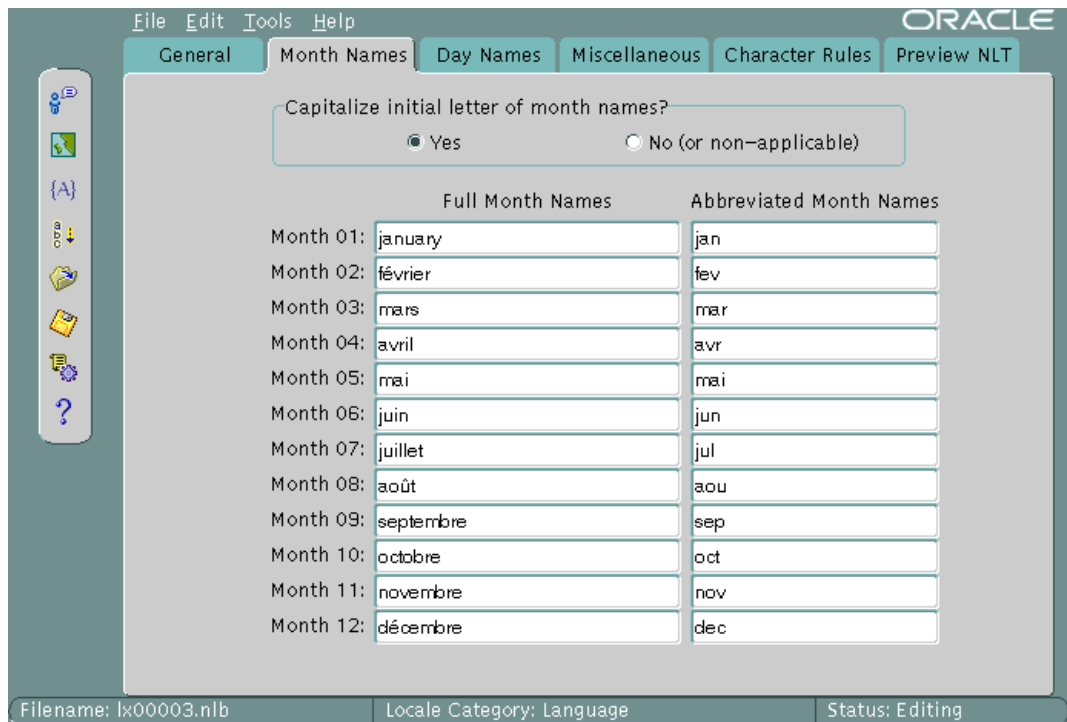 File Edit Tools Help ORACLE
General Month Names Day Names Miscellaneous Character Rules Preview NLT
Capitalize initial letter of month names?
Yes No (or non-applicable)
{A}
a
b
c
?
Full Month Names Abbreviated Month Names
Month 01: january jan
Month 02: février fev
Month 03: mars mar
Month 04: avril avr
Month 05: mai mai
Month 06: juin jun
Month 07: juillet jul
Month 08: août aou
Month 09: septembre sep
Month 10: octobre oct
Month 11: novembre nov
Month 12: décembre dec
Filename: lx00003.nlb Locale Category: Language Status: Editing